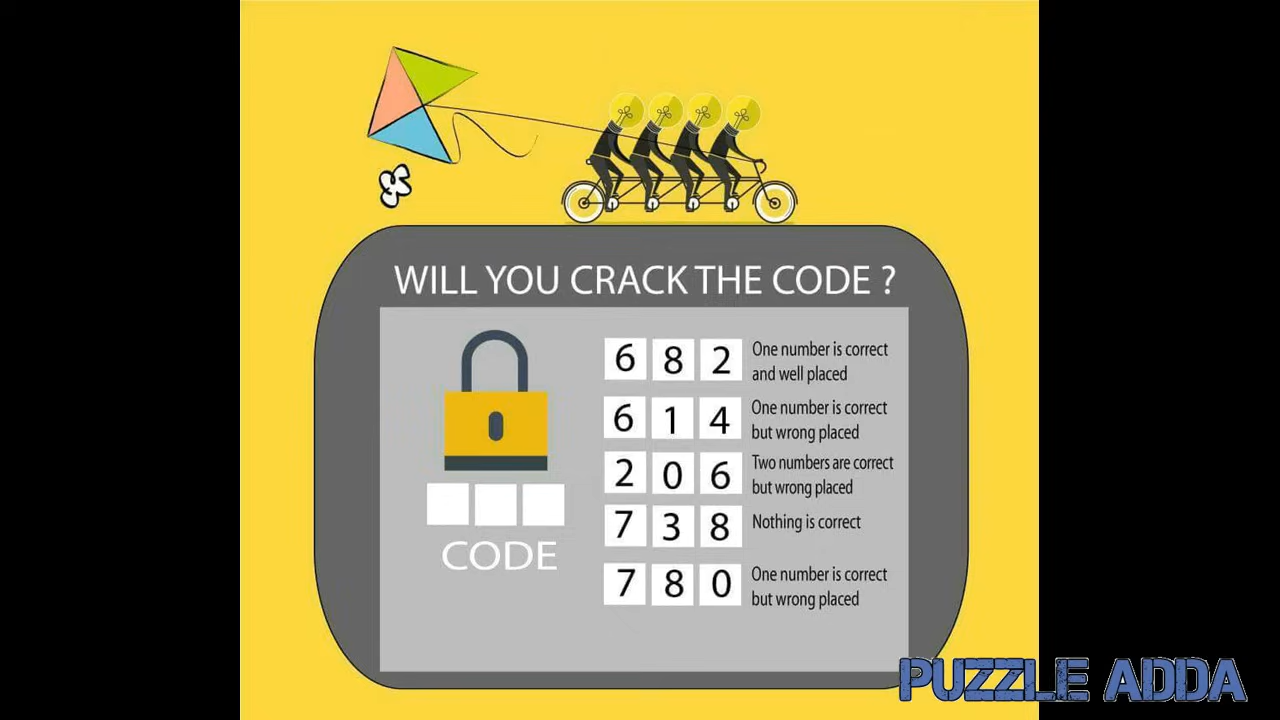 WILL YOU CRACK THE CODE ?
6 8 2
One number is correct
and well placed
6 1 4
One number is correct
but wrong placed
2 0 6
Two numbers are correct
but wrong placed
7 3 8
Nothing is correct
7 8 0
One number is correct
but wrong placed
CODE
PUZZLE ADDA